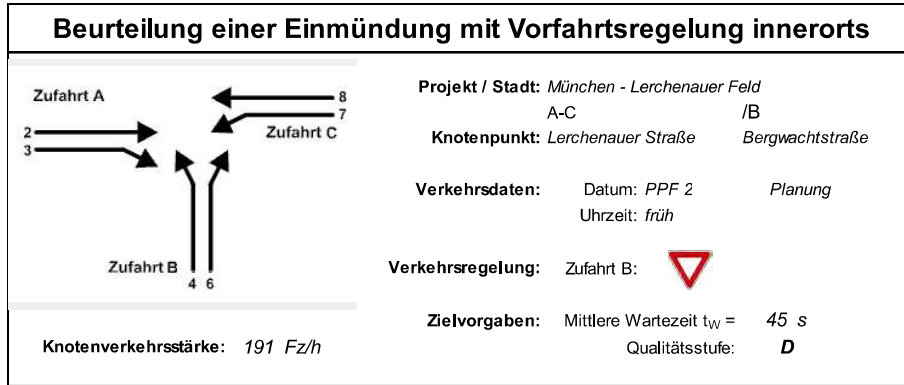 Beurteilung einer Einmündung mit Vorfahrtsregelung innerorts
Zufahrt A
8
7
Zufahrt C
2
3
Zufahrt B
4 6
Knotenverkehrsstärke: 191 Fz/h
Projekt / Stadt: München - Lerchenauer Feld
A-C /B
Knotenpunkt: Lerchenauer Straße Bergwachtstraße
Verkehrsdaten: Datum: PPF 2 Planung
Uhrzeit: früh
Verkehrsregelung: Zufahrt B:
Zielvorgaben: Mittlere Wartezeit tW = 45 s
Qualitätsstufe: D